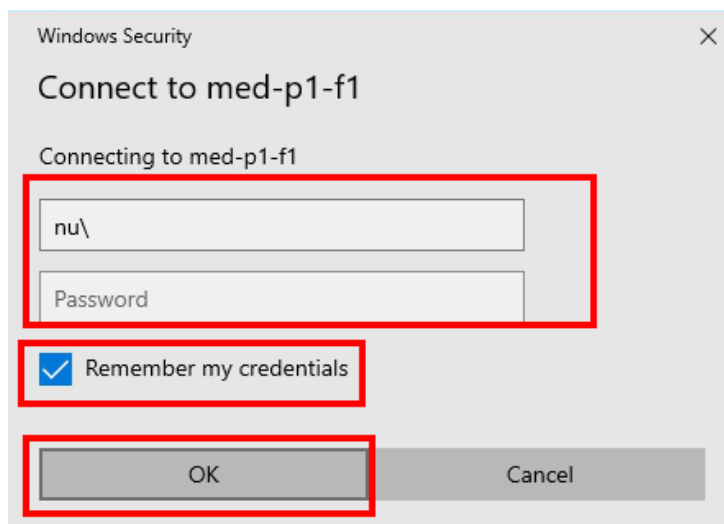 Windows Security
Connect to med-p1-f1
Connecting to med-p1-f1
nu\
Password
Remember my credentials
OK
Cancel